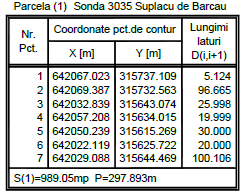 Parcela (1) Sonda 3035 Suplacu de Barcau
Nr. Pct. Coordonate pct.de contur Lungimi laturi D(i,i+1)
X [m] Y [m]
1 642067.023 315737.109 5.124
2 642069.387 315732.563 96.665
3 642032.839 315643.074 25.998
4 642057.208 315634.015 19.999
5 642050.239 315615.269 30.000
6 642022.119 315625.722 20.000
7 642029.088 315644.469 100.106
S(1)=989.05mp P=297.893m